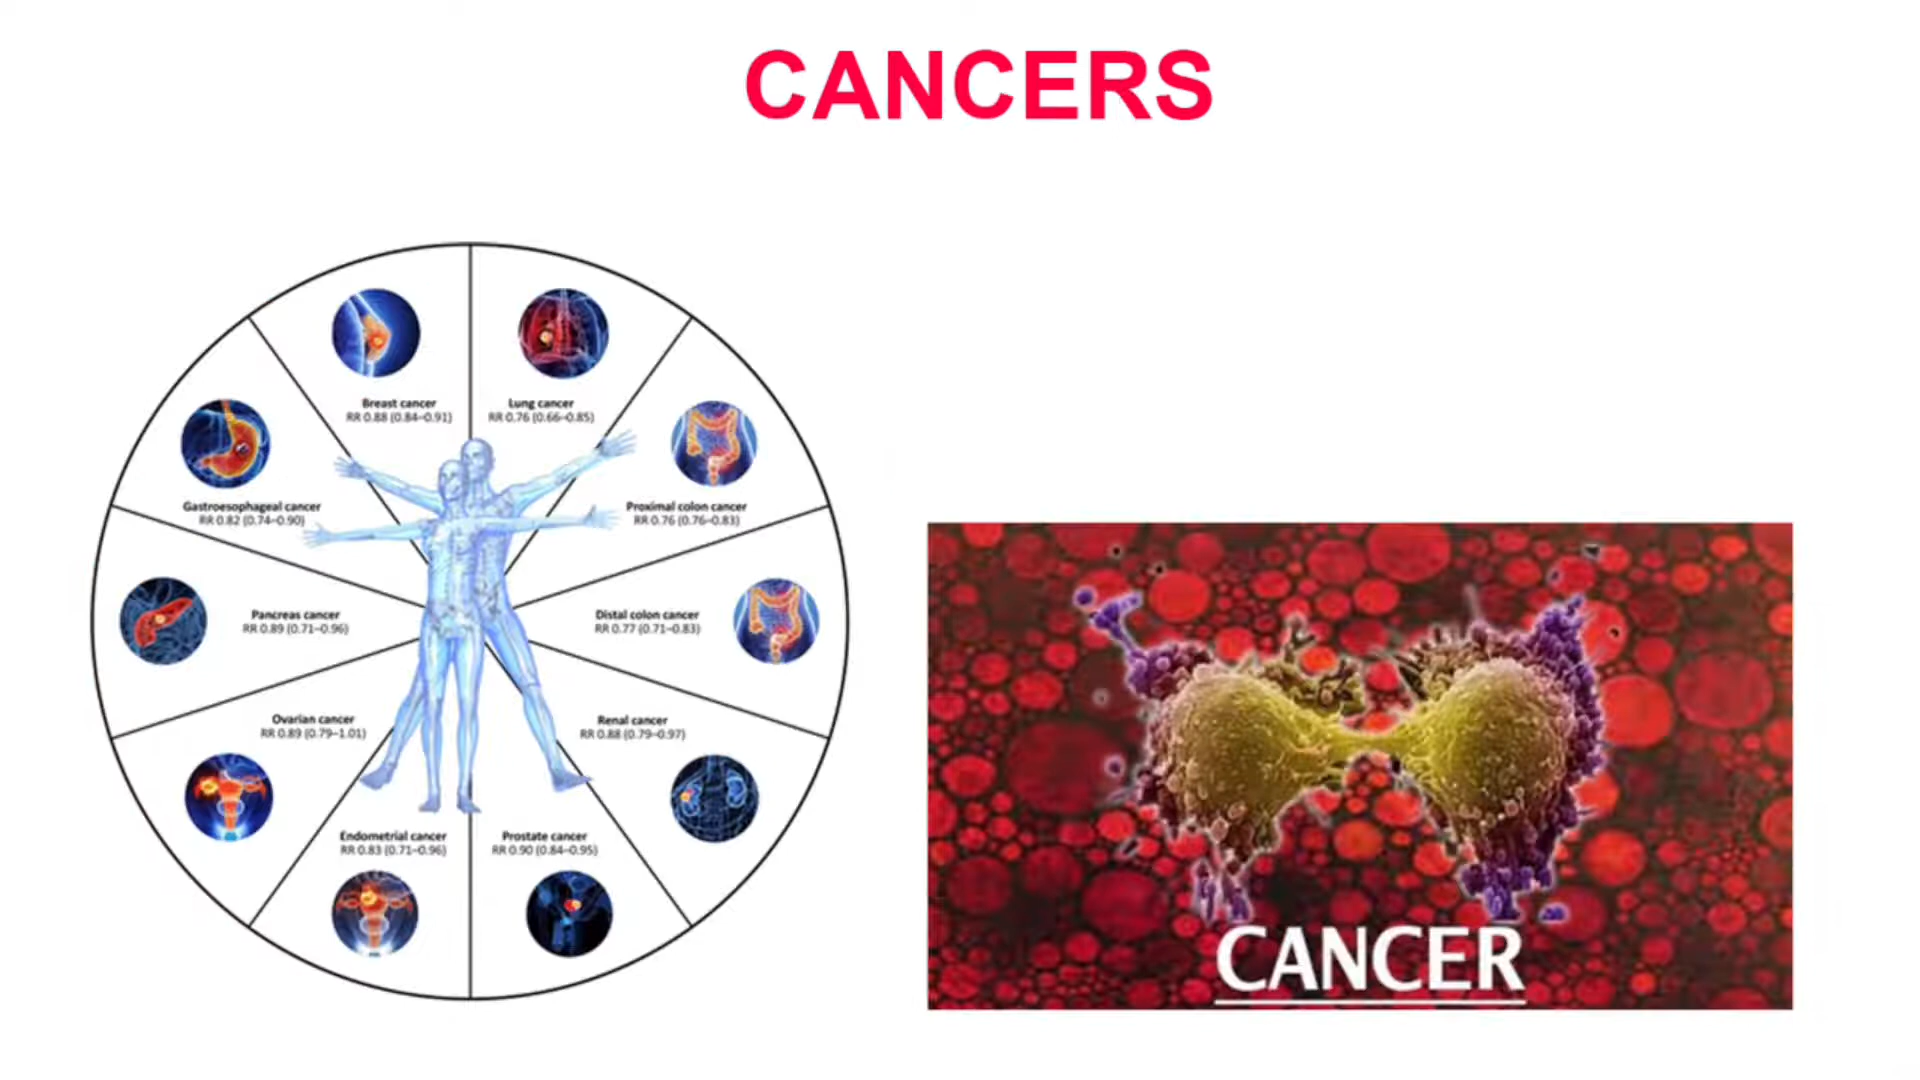 CANCERS
Breast cancer
RR 0.88 (0.84–0.91)
Lung cancer
RR 0.76 (0.66–0.85)
Gastroesophageal cancer
RR 0.82 (0.74–0.90)
Proximal colon cancer
RR 0.76 (0.76–0.83)
Pancreas cancer
RR 0.89 (0.71–0.96)
Distal colon cancer
RR 0.77 (0.71–0.83)
Ovarian cancer
RR 0.89 (0.79–1.01)
Renal cancer
RR 0.88 (0.79–0.97)
Endometrial cancer
RR 0.83 (0.71–0.96)
Prostate cancer
RR 0.90 (0.84–0.95)
CANCER